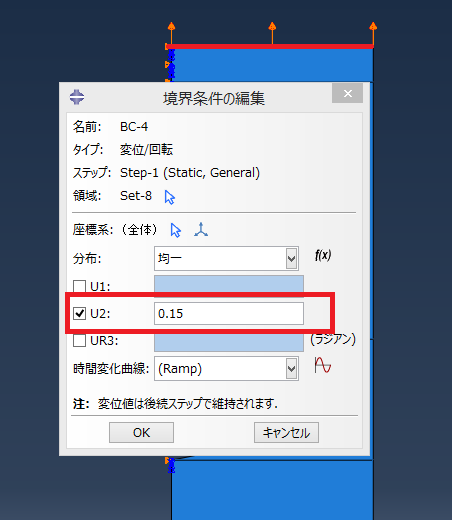 境界条件の編集
×
名前: BC-4
タイプ: 変位/回転
ステップ: Step-1 (Static, General)
領域: Set-8
座標系: (全体)
分布: 均一 f(x)
U1:
U2: 0.15
UR3: (ラジアン)
時間変化曲線: (Ramp)
注: 変位値は後続ステップで維持されます.
OK キャンセル